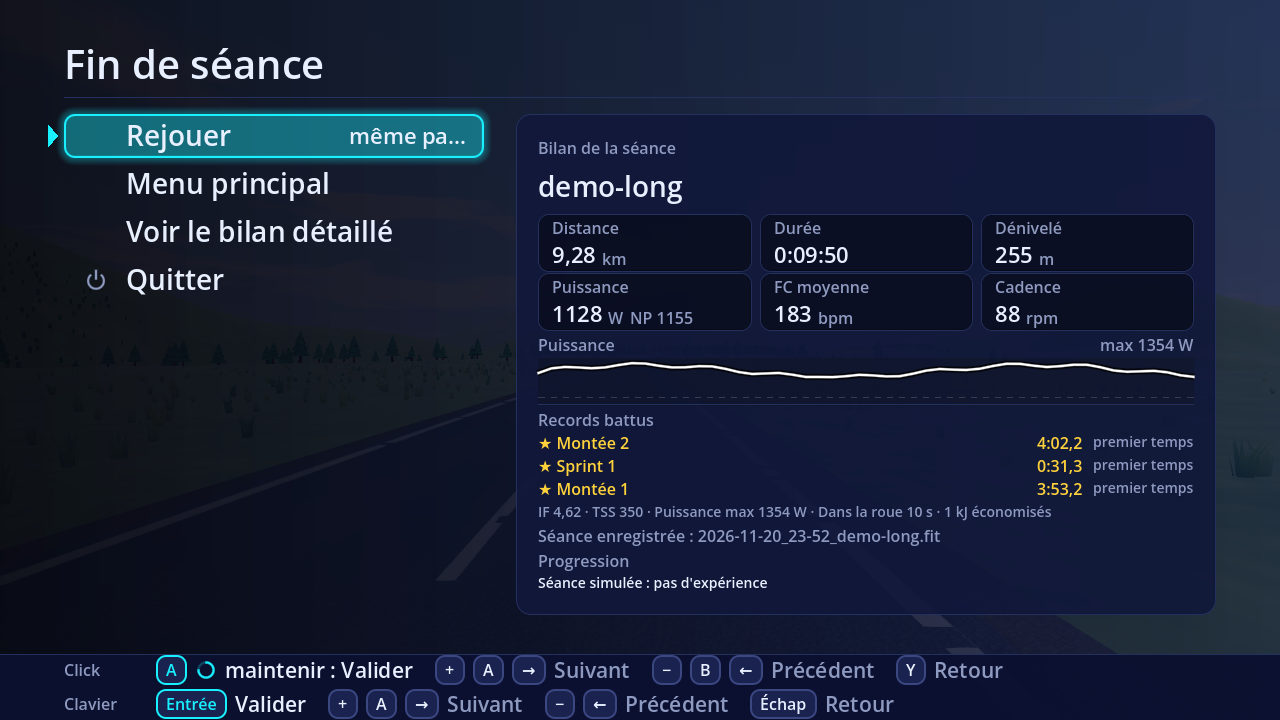 Fin de séance
Rejouer même pa...
Menu principal
Voir le bilan détaillé
Quitter
Bilan de la séance
demo-long
Distance Durée Dénivelé
9,28 km 0:09:50 255 m
Puissance FC moyenne Cadence
1128 W NP 1155 183 bpm 88 rpm
Puissance max 1354 W
Records battus
★ Montée 2 4:02,2 premier temps
★ Sprint 1 0:31,3 premier temps
★ Montée 1 3:53,2 premier temps
IF 4,62 · TSS 350 · Puissance max 1354 W · Dans la roue 10 s · 1 kJ économisés
Séance enregistrée : 2026-11-20_23-52_demo-long.fit
Progression
Séance simulée : pas d'expérience
Click A maintenir : Valider + A → Suivant − B ← Précédent Y Retour
Clavier Entrée Valider + A → Suivant − ← Précédent Échap Retour